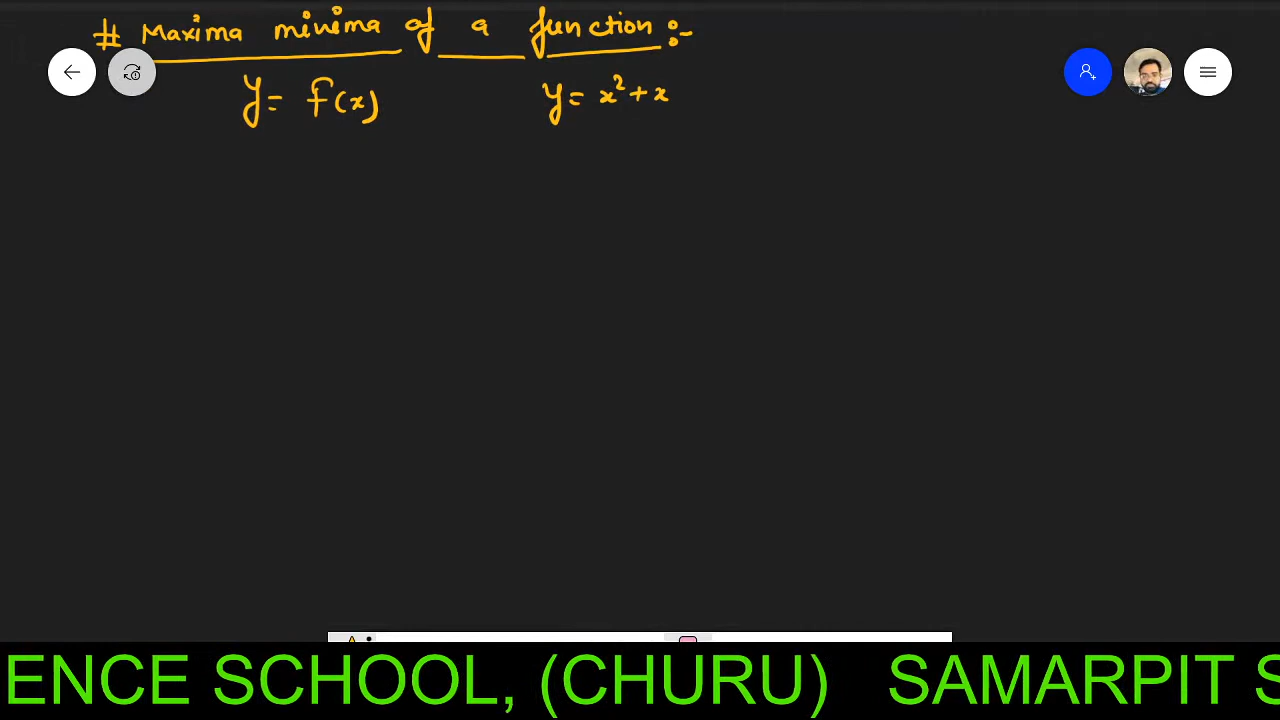 # Maxima minima of a function :-
y = f(x) y = x² + x
ENCE SCHOOL, (CHURU) SAMARPIT S